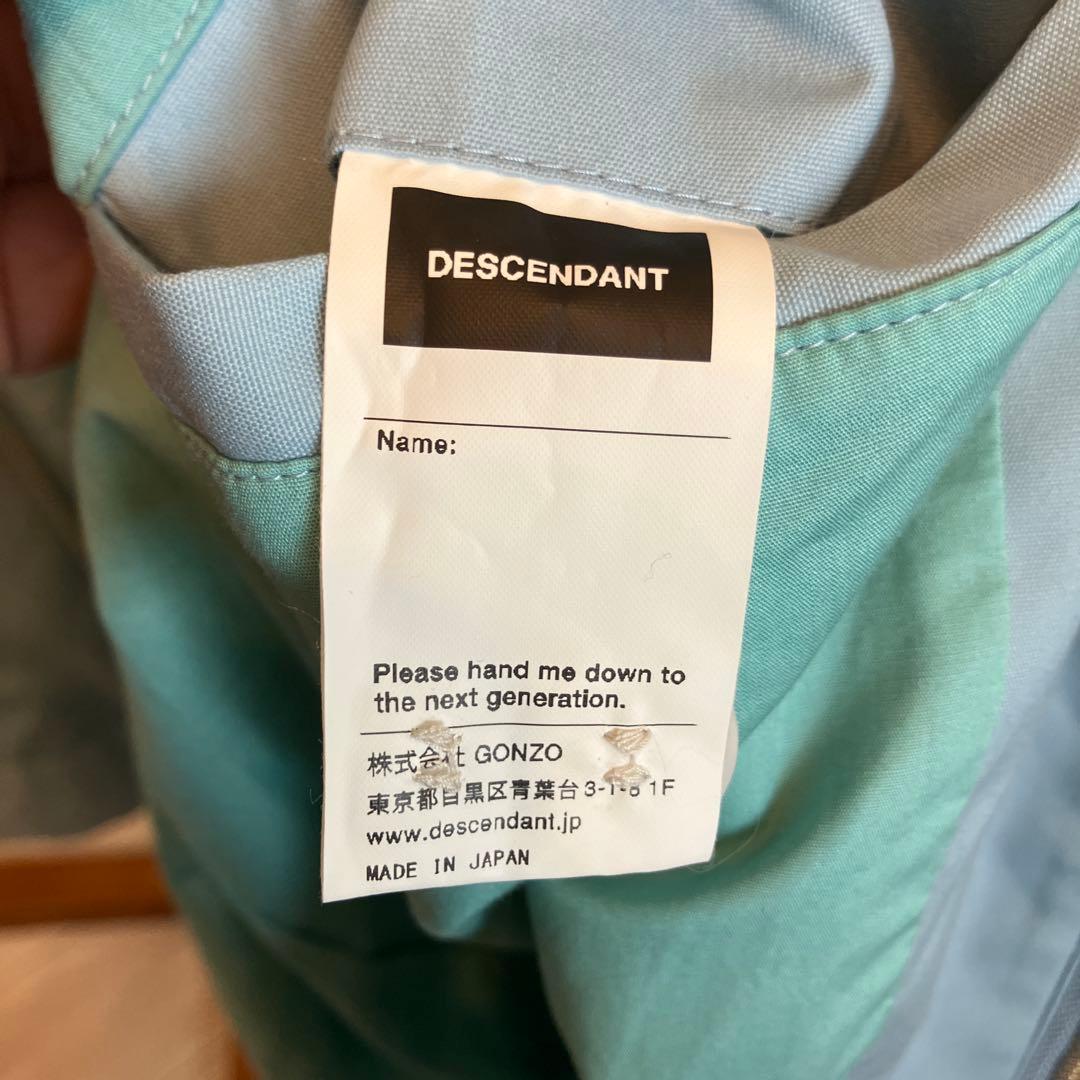 DESCENDANT
Name:
Please hand me down to
the next generation.
株式会社 GONZO
東京都目黒区青葉台3-1-8 1F
www.descendant.jp
MADE IN JAPAN